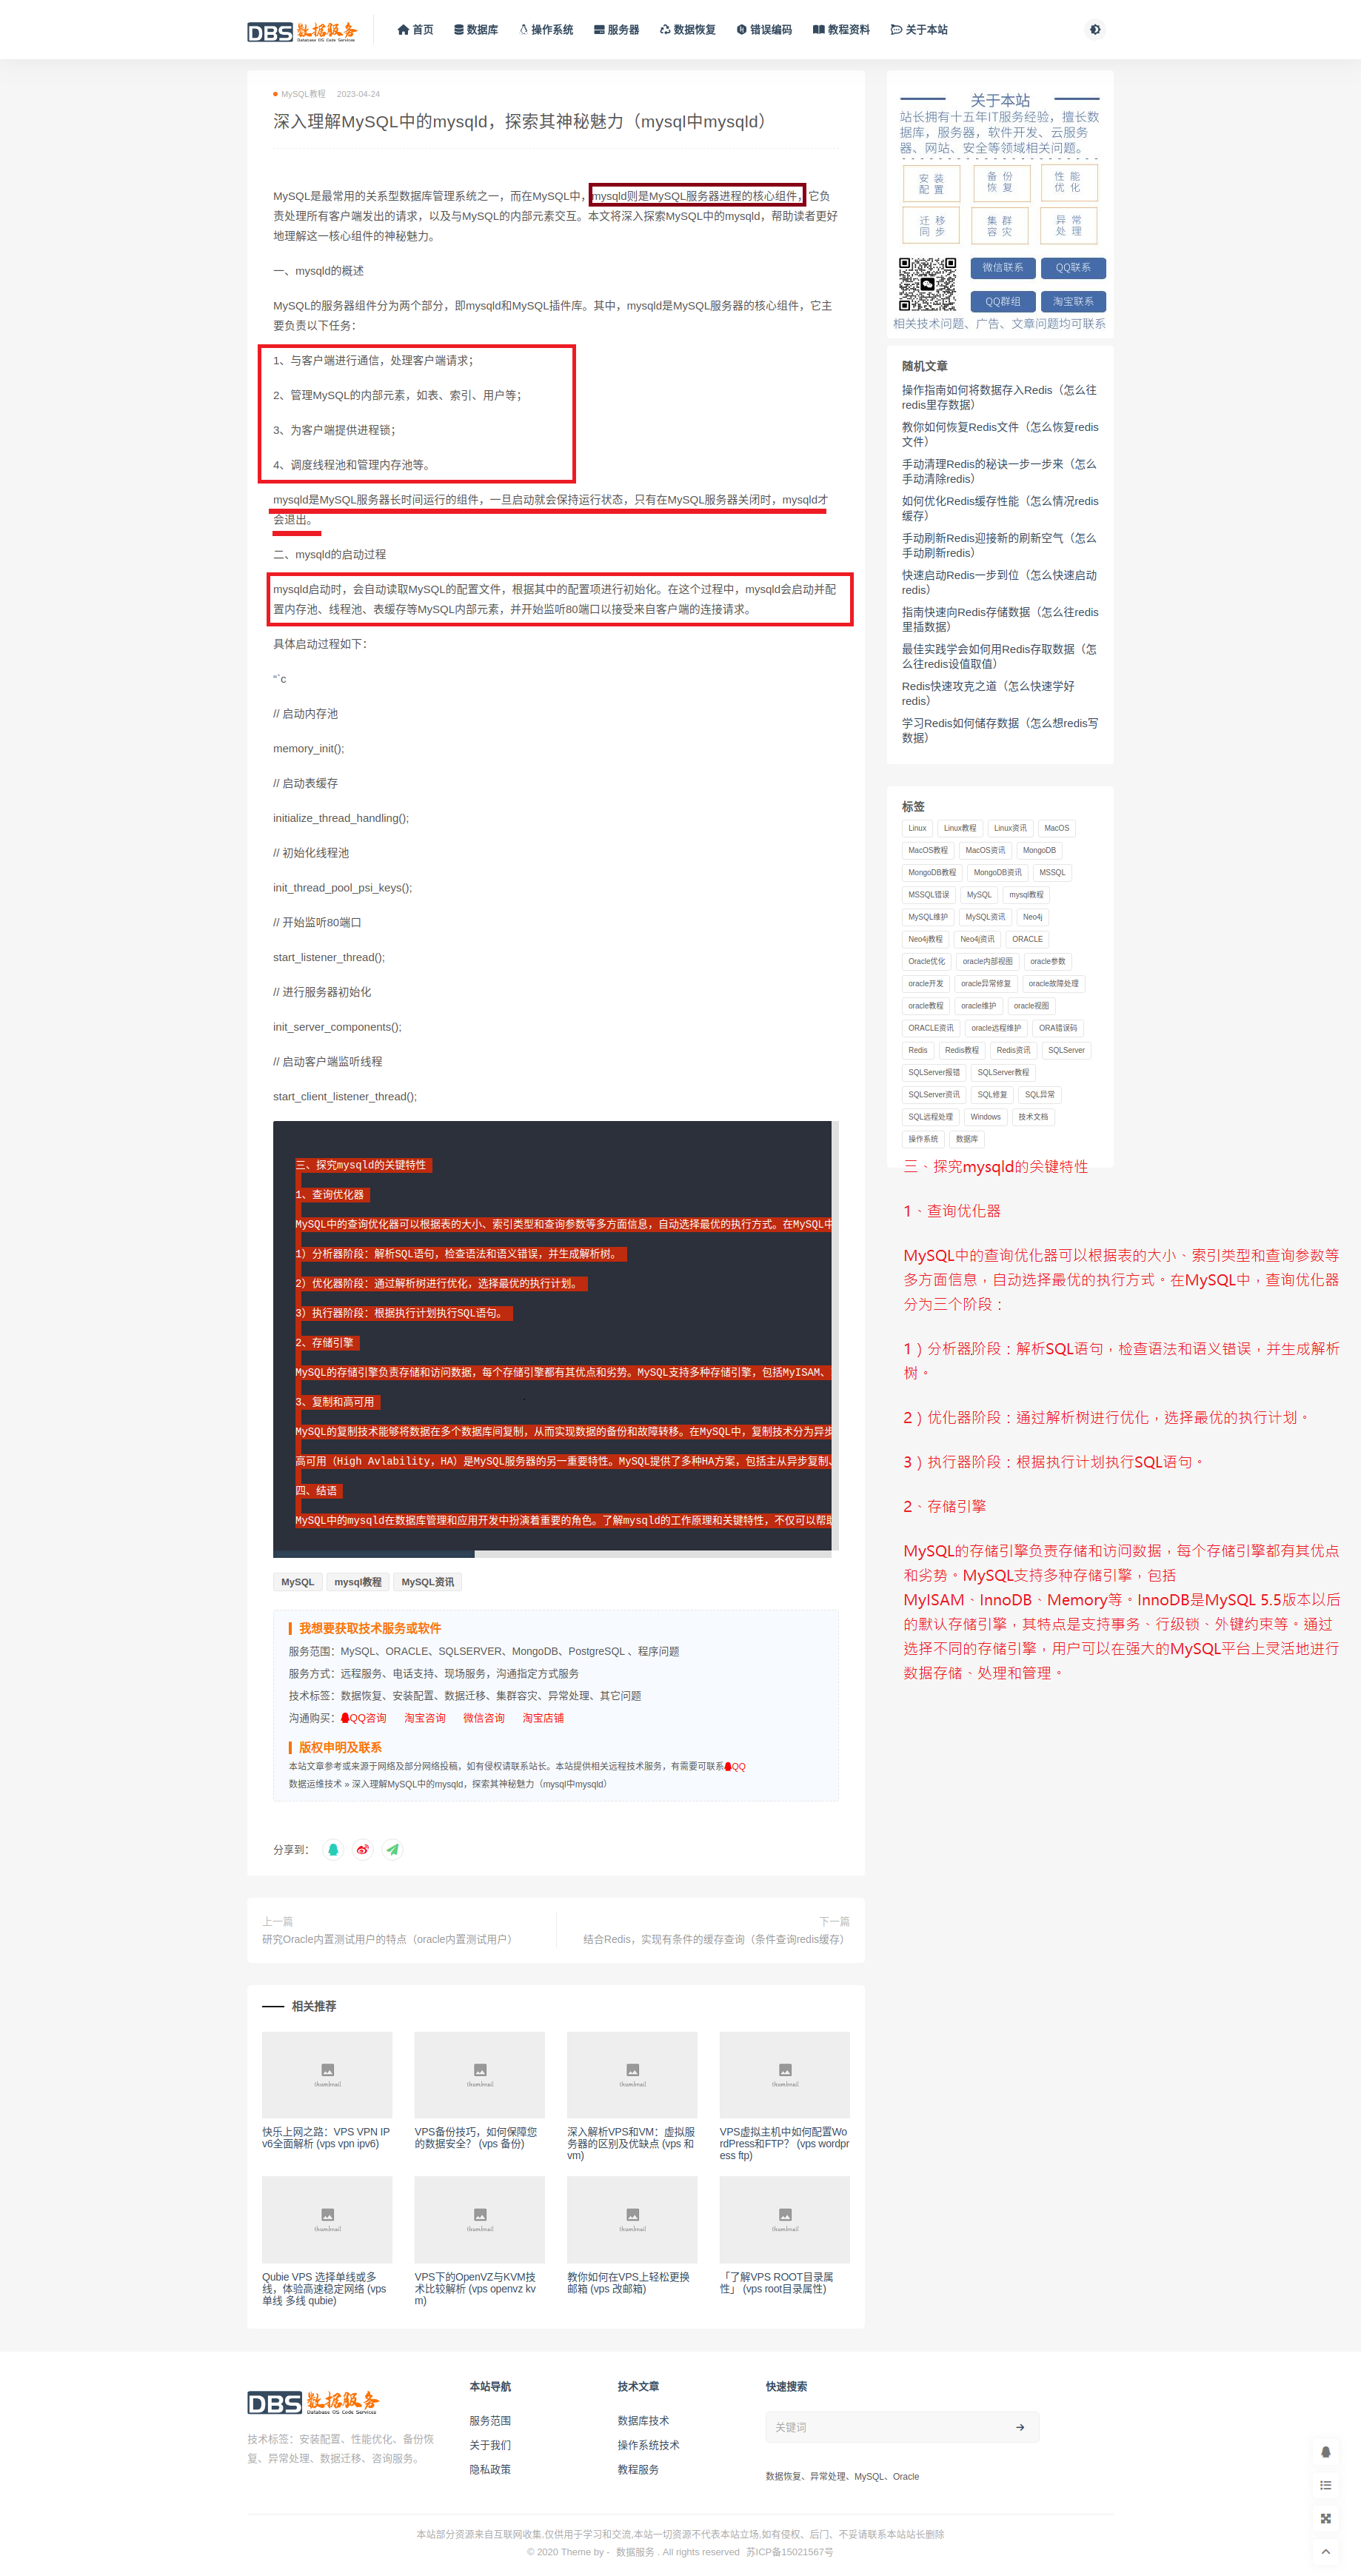 DBS 数据服务
Database OS Code Services
首页 数据库 操作系统 服务器 数据恢复 错误编码 教程资料 关于本站
MySQL教程 2023-04-24
深入理解MySQL中的mysqld，探索其神秘魅力（mysql中mysqld）
MySQL是最常用的关系型数据库管理系统之一，而在MySQL中，mysqld则是MySQL服务器进程的核心组件，它负
责处理所有客户端发出的请求，以及与MySQL的内部元素交互。本文将深入探索MySQL中的mysqld，帮助读者更好
地理解这一核心组件的神秘魅力。
一、mysqld的概述
MySQL的服务器组件分为两个部分，即mysqld和MySQL插件库。其中，mysqld是MySQL服务器的核心组件，它主
要负责以下任务：
1、与客户端进行通信，处理客户端请求；
2、管理MySQL的内部元素，如表、索引、用户等；
3、为客户端提供进程锁；
4、调度线程池和管理内存池等。
mysqld是MySQL服务器长时间运行的组件，一旦启动就会保持运行状态，只有在MySQL服务器关闭时，mysqld才
会退出。
二、mysqld的启动过程
mysqld启动时，会自动读取MySQL的配置文件，根据其中的配置项进行初始化。在这个过程中，mysqld会启动并配
置内存池、线程池、表缓存等MySQL内部元素，并开始监听80端口以接受来自客户端的连接请求。
具体启动过程如下：
“`c
// 启动内存池
memory_init();
// 启动表缓存
initialize_thread_handling();
// 初始化线程池
init_thread_pool_psi_keys();
// 开始监听80端口
start_listener_thread();
// 进行服务器初始化
init_server_components();
// 启动客户端监听线程
start_client_listener_thread();
三、探究mysqld的关键特性
1、查询优化器
MySQL中的查询优化器可以根据表的大小、索引类型和查询参数等多方面信息，自动选择最优的执行方式。在MySQL中
1）分析器阶段：解析SQL语句，检查语法和语义错误，并生成解析树。
2）优化器阶段：通过解析树进行优化，选择最优的执行计划。
3）执行器阶段：根据执行计划执行SQL语句。
2、存储引擎
MySQL的存储引擎负责存储和访问数据，每个存储引擎都有其优点和劣势。MySQL支持多种存储引擎，包括MyISAM、
3、复制和高可用
MySQL的复制技术能够将数据在多个数据库间复制，从而实现数据的备份和故障转移。在MySQL中，复制技术分为异步
高可用（High Avlability，HA）是MySQL服务器的另一重要特性。MySQL提供了多种HA方案，包括主从异步复制、
四、结语
MySQL中的mysqld在数据库管理和应用开发中扮演着重要的角色。了解mysqld的工作原理和关键特性，不仅可以帮助
MySQL mysql教程 MySQL资讯
我想要获取技术服务或软件
服务范围：MySQL、ORACLE、SQLSERVER、MongoDB、PostgreSQL 、程序问题
服务方式：远程服务、电话支持、现场服务，沟通指定方式服务
技术标签：数据恢复、安装配置、数据迁移、集群容灾、异常处理、其它问题
沟通购买：QQ咨询 淘宝咨询 微信咨询 淘宝店铺
版权申明及联系
本站文章参考或来源于网络及部分网络投稿，如有侵权请联系站长。本站提供相关远程技术服务，有需要可联系QQ
数据运维技术 » 深入理解MySQL中的mysqld，探索其神秘魅力（mysql中mysqld）
分享到：
上一篇
研究Oracle内置测试用户的特点（oracle内置测试用户）
下一篇
结合Redis，实现有条件的缓存查询（条件查询redis缓存）
相关推荐
thumbnail thumbnail thumbnail thumbnail
快乐上网之路：VPS VPN IP
v6全面解析 (vps vpn ipv6)
VPS备份技巧，如何保障您
的数据安全？ (vps 备份)
深入解析VPS和VM：虚拟服
务器的区别及优缺点 (vps 和
vm)
VPS虚拟主机中如何配置Wo
rdPress和FTP？ (vps wordpr
ess ftp)
thumbnail thumbnail thumbnail thumbnail
Qubie VPS 选择单线或多
线，体验高速稳定网络 (vps
单线 多线 qubie)
VPS下的OpenVZ与KVM技
术比较解析 (vps openvz kv
m)
教你如何在VPS上轻松更换
邮箱 (vps 改邮箱)
「了解VPS ROOT目录属
性」 (vps root目录属性)
关于本站
站长拥有十五年IT服务经验，擅长数
据库，服务器，软件开发、云服务
器、网站、安全等领域相关问题。
安装配置 备份恢复 性能优化
迁移同步 集群容灾 异常处理
微信联系 QQ联系
QQ群组 淘宝联系
相关技术问题、广告、文章问题均可联系
随机文章
操作指南如何将数据存入Redis（怎么往
redis里存数据）
教你如何恢复Redis文件（怎么恢复redis
文件）
手动清理Redis的秘诀一步一步来（怎么
手动清除redis）
如何优化Redis缓存性能（怎么情况redis
缓存）
手动刷新Redis迎接新的刷新空气（怎么
手动刷新redis）
快速启动Redis一步到位（怎么快速启动
redis）
指南快速向Redis存储数据（怎么往redis
里插数据）
最佳实践学会如何用Redis存取数据（怎
么往redis设值取值）
Redis快速攻克之道（怎么快速学好
redis）
学习Redis如何储存数据（怎么想redis写
数据）
标签
Linux Linux教程 Linux资讯 MacOS
MacOS教程 MacOS资讯 MongoDB
MongoDB教程 MongoDB资讯 MSSQL
MSSQL错误 MySQL mysql教程
MySQL维护 MySQL资讯 Neo4j
Neo4j教程 Neo4j资讯 ORACLE
Oracle优化 oracle内部视图 oracle参数
oracle开发 oracle异常修复 oracle故障处理
oracle教程 oracle维护 oracle视图
ORACLE资讯 oracle远程维护 ORA错误码
Redis Redis教程 Redis资讯 SQLServer
SQLServer报错 SQLServer教程
SQLServer资讯 SQL修复 SQL异常
SQL远程处理 Windows 技术文档
操作系统 数据库
三、探究mysqld的关键特性
1、查询优化器
MySQL中的查询优化器可以根据表的大小、索引类型和查询参数等
多方面信息，自动选择最优的执行方式。在MySQL中，查询优化器
分为三个阶段：
1）分析器阶段：解析SQL语句，检查语法和语义错误，并生成解析
树。
2）优化器阶段：通过解析树进行优化，选择最优的执行计划。
3）执行器阶段：根据执行计划执行SQL语句。
2、存储引擎
MySQL的存储引擎负责存储和访问数据，每个存储引擎都有其优点
和劣势。MySQL支持多种存储引擎，包括
MyISAM、InnoDB、Memory等。InnoDB是MySQL 5.5版本以后
的默认存储引擎，其特点是支持事务、行级锁、外键约束等。通过
选择不同的存储引擎，用户可以在强大的MySQL平台上灵活地进行
数据存储、处理和管理。
DBS 数据服务
Database OS Code Services
技术标签：安装配置、性能优化、备份恢
复、异常处理、数据迁移、咨询服务。
本站导航
服务范围
关于我们
隐私政策
技术文章
数据库技术
操作系统技术
教程服务
快速搜索
关键词
数据恢复、异常处理、MySQL、Oracle
本站部分资源来自互联网收集,仅供用于学习和交流,本站一切资源不代表本站立场,如有侵权、后门、不妥请联系本站站长删除
© 2020 Theme by - 数据服务 . All rights reserved 苏ICP备15021567号